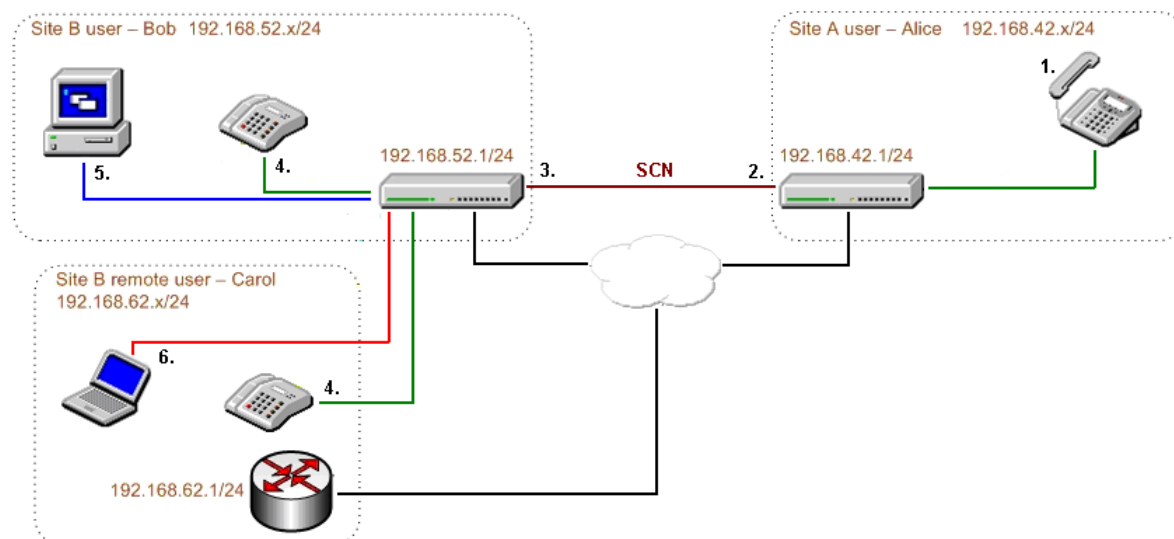 Site B user – Bob 192.168.52.x/24
Site A user – Alice 192.168.42.x/24
1.
4.
5.
192.168.52.1/24
3.
SCN
2.
192.168.42.1/24
Site B remote user – Carol
192.168.62.x/24
6.
4.
192.168.62.1/24